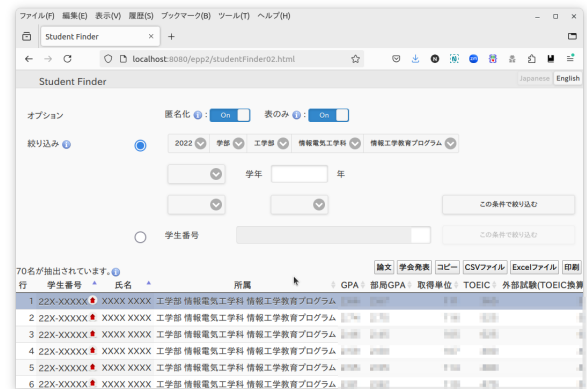 ファイル(F) 編集(E) 表示(V) 履歴(S) ブックマーク(B) ツール(T) ヘルプ(H)
Student Finder
localhost:8080/epp2/studentFinder02.html
Student Finder Japanese English
オプション 匿名化 : On 表のみ : On
絞り込み 2022 学部 工学部 情報電気工学科 情報工学教育プログラム
学年 年
この条件で絞り込む
学生番号 この条件で絞り込む
論文 学会発表 コピー CSVファイル Excelファイル 印刷
70名が抽出されています。
行 学生番号 氏名 所属 GPA 部局GPA 取得単位 TOEIC 外部試験(TOEIC換算
1 22X-XXXXX XXXX XXXX 工学部 情報電気工学科 情報工学教育プログラム
2 22X-XXXXX XXXX XXXX 工学部 情報電気工学科 情報工学教育プログラム
3 22X-XXXXX XXXX XXXX 工学部 情報電気工学科 情報工学教育プログラム
4 22X-XXXXX XXXX XXXX 工学部 情報電気工学科 情報工学教育プログラム
5 22X-XXXXX XXXX XXXX 工学部 情報電気工学科 情報工学教育プログラム
6 22X-XXXXX XXXX XXXX 工学部 情報電気工学科 情報工学教育プログラム